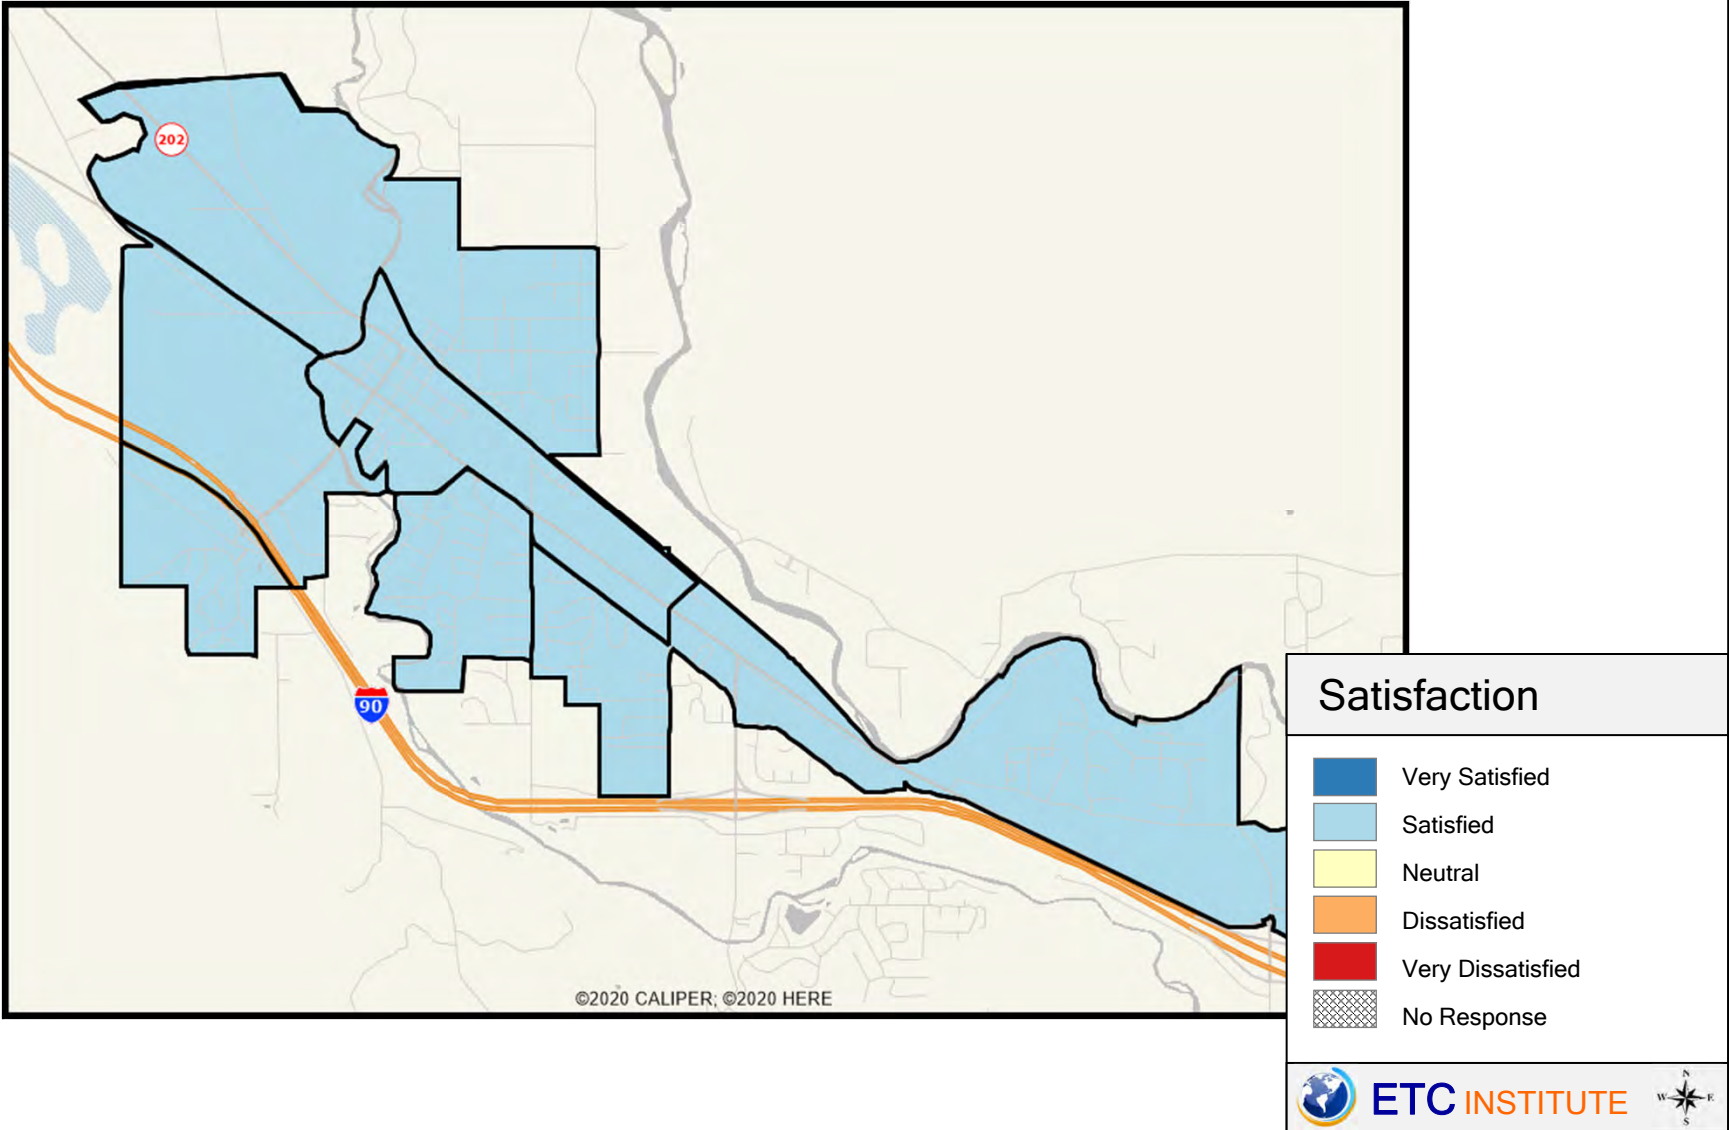 202
90
©2020 CALIPER; ©2020 HERE
Satisfaction
Very Satisfied
Satisfied
Neutral
Dissatisfied
Very Dissatisfied
No Response
ETC INSTITUTE
N
W E
S